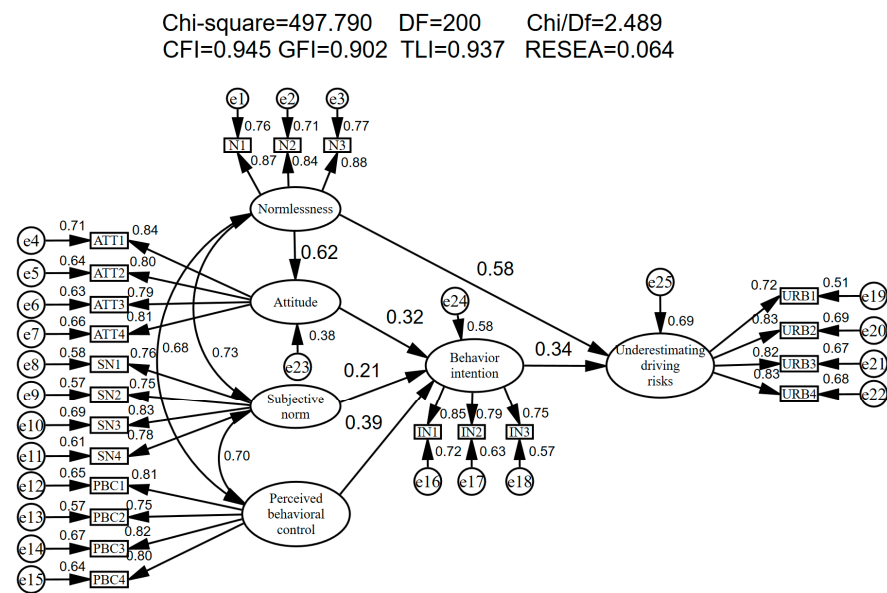 Chi-square=497.790 DF=200 Chi/Df=2.489
CFI=0.945 GFI=0.902 TLI=0.937 RESEA=0.064
e1 e2 e3
0.76 0.71 0.77
N1 N2 N3
0.87 0.84 0.88
Normlessness
e4 0.71 ATT1 0.84
e5 0.64 ATT2 0.80
e6 0.63 ATT3 0.79
e7 0.66 ATT4 0.81
e8 0.58 SN1 0.76
e9 0.57 SN2 0.75
e10 0.69 SN3 0.83
e11 0.61 SN4 0.78
e12 0.65 PBC1 0.81
e13 0.57 PBC2 0.75
e14 0.67 PBC3 0.82
e15 0.64 PBC4 0.80
0.62
0.58
Attitude
0.38
e23
0.32
0.68
0.73
0.21
Subjective
norm
0.39
0.70
Perceived
behavioral
control
e24
0.58
Behavior
intention
0.34
0.85 0.79 0.75
IN1 IN2 IN3
0.72 0.63 0.57
e16 e17 e18
e25
0.69
Underestimating
driving
risks
0.72 URB1 0.51 e19
0.83 URB2 0.69 e20
0.82 URB3 0.67 e21
0.83 URB4 0.68 e22